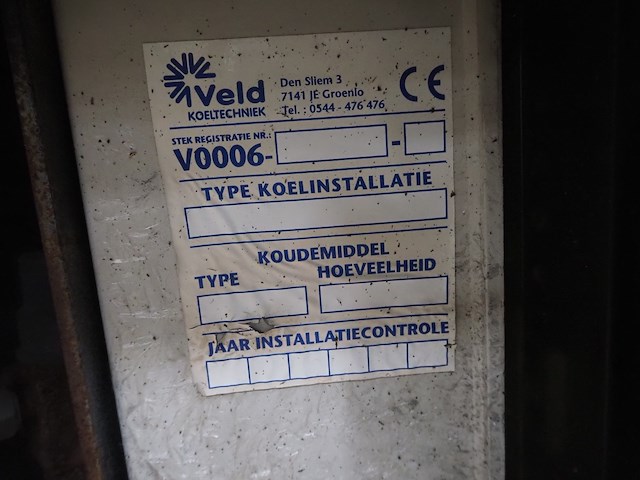 Veld
KOELTECHNIEK
Den Sliem 3
7141 JE Groenlo
Tel. : 0544 - 476 476
CE
STEK REGISTRATIE NR.:
V0006- -
TYPE KOELINSTALLATIE
KOUDEMIDDEL
TYPE HOEVEELHEID
JAAR INSTALLATIECONTROLE